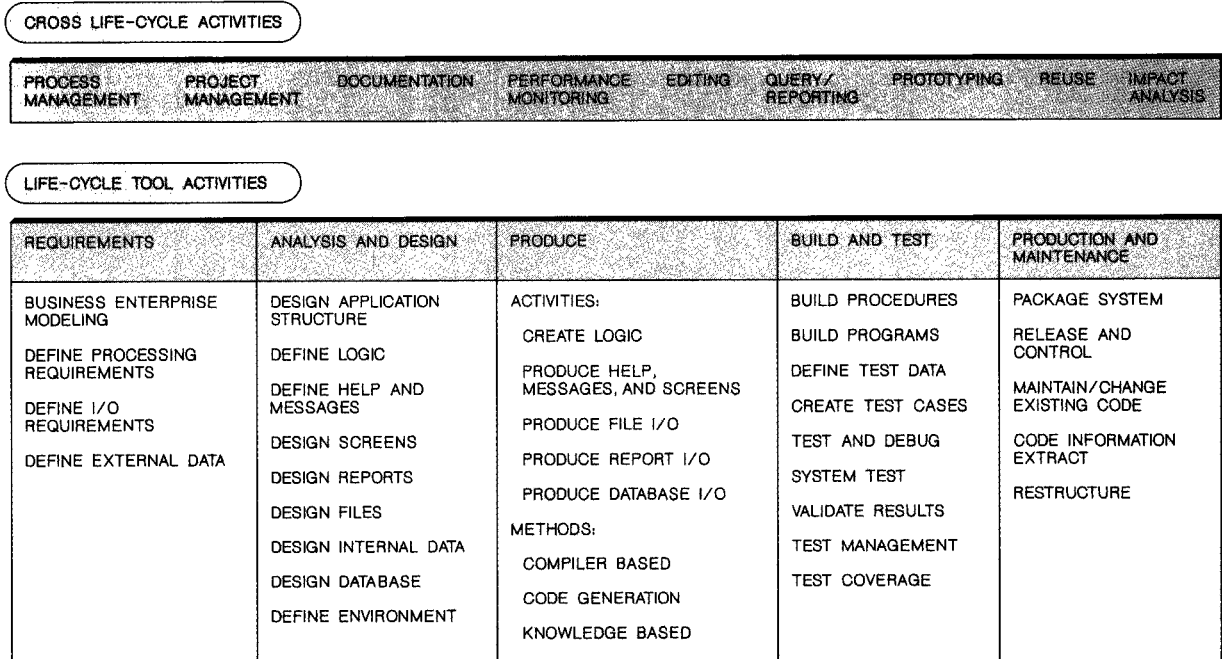 CROSS LIFE-CYCLE ACTIVITIES
PROCESS MANAGEMENT
PROJECT MANAGEMENT
DOCUMENTATION
PERFORMANCE MONITORING
EDITING
QUERY/ REPORTING
PROTOTYPING
REUSE
IMPACT ANALYSIS
LIFE-CYCLE TOOL ACTIVITIES
REQUIREMENTS
BUSINESS ENTERPRISE
MODELING
DEFINE PROCESSING
REQUIREMENTS
DEFINE I/O
REQUIREMENTS
DEFINE EXTERNAL DATA
ANALYSIS AND DESIGN
DESIGN APPLICATION
STRUCTURE
DEFINE LOGIC
DEFINE HELP AND
MESSAGES
DESIGN SCREENS
DESIGN REPORTS
DESIGN FILES
DESIGN INTERNAL DATA
DESIGN DATABASE
DEFINE ENVIRONMENT
PRODUCE
ACTIVITIES:
CREATE LOGIC
PRODUCE HELP,
MESSAGES, AND SCREENS
PRODUCE FILE I/O
PRODUCE REPORT I/O
PRODUCE DATABASE I/O
METHODS:
COMPILER BASED
CODE GENERATION
KNOWLEDGE BASED
BUILD AND TEST
BUILD PROCEDURES
BUILD PROGRAMS
DEFINE TEST DATA
CREATE TEST CASES
TEST AND DEBUG
SYSTEM TEST
VALIDATE RESULTS
TEST MANAGEMENT
TEST COVERAGE
PRODUCTION AND
MAINTENANCE
PACKAGE SYSTEM
RELEASE AND
CONTROL
MAINTAIN/CHANGE
EXISTING CODE
CODE INFORMATION
EXTRACT
RESTRUCTURE